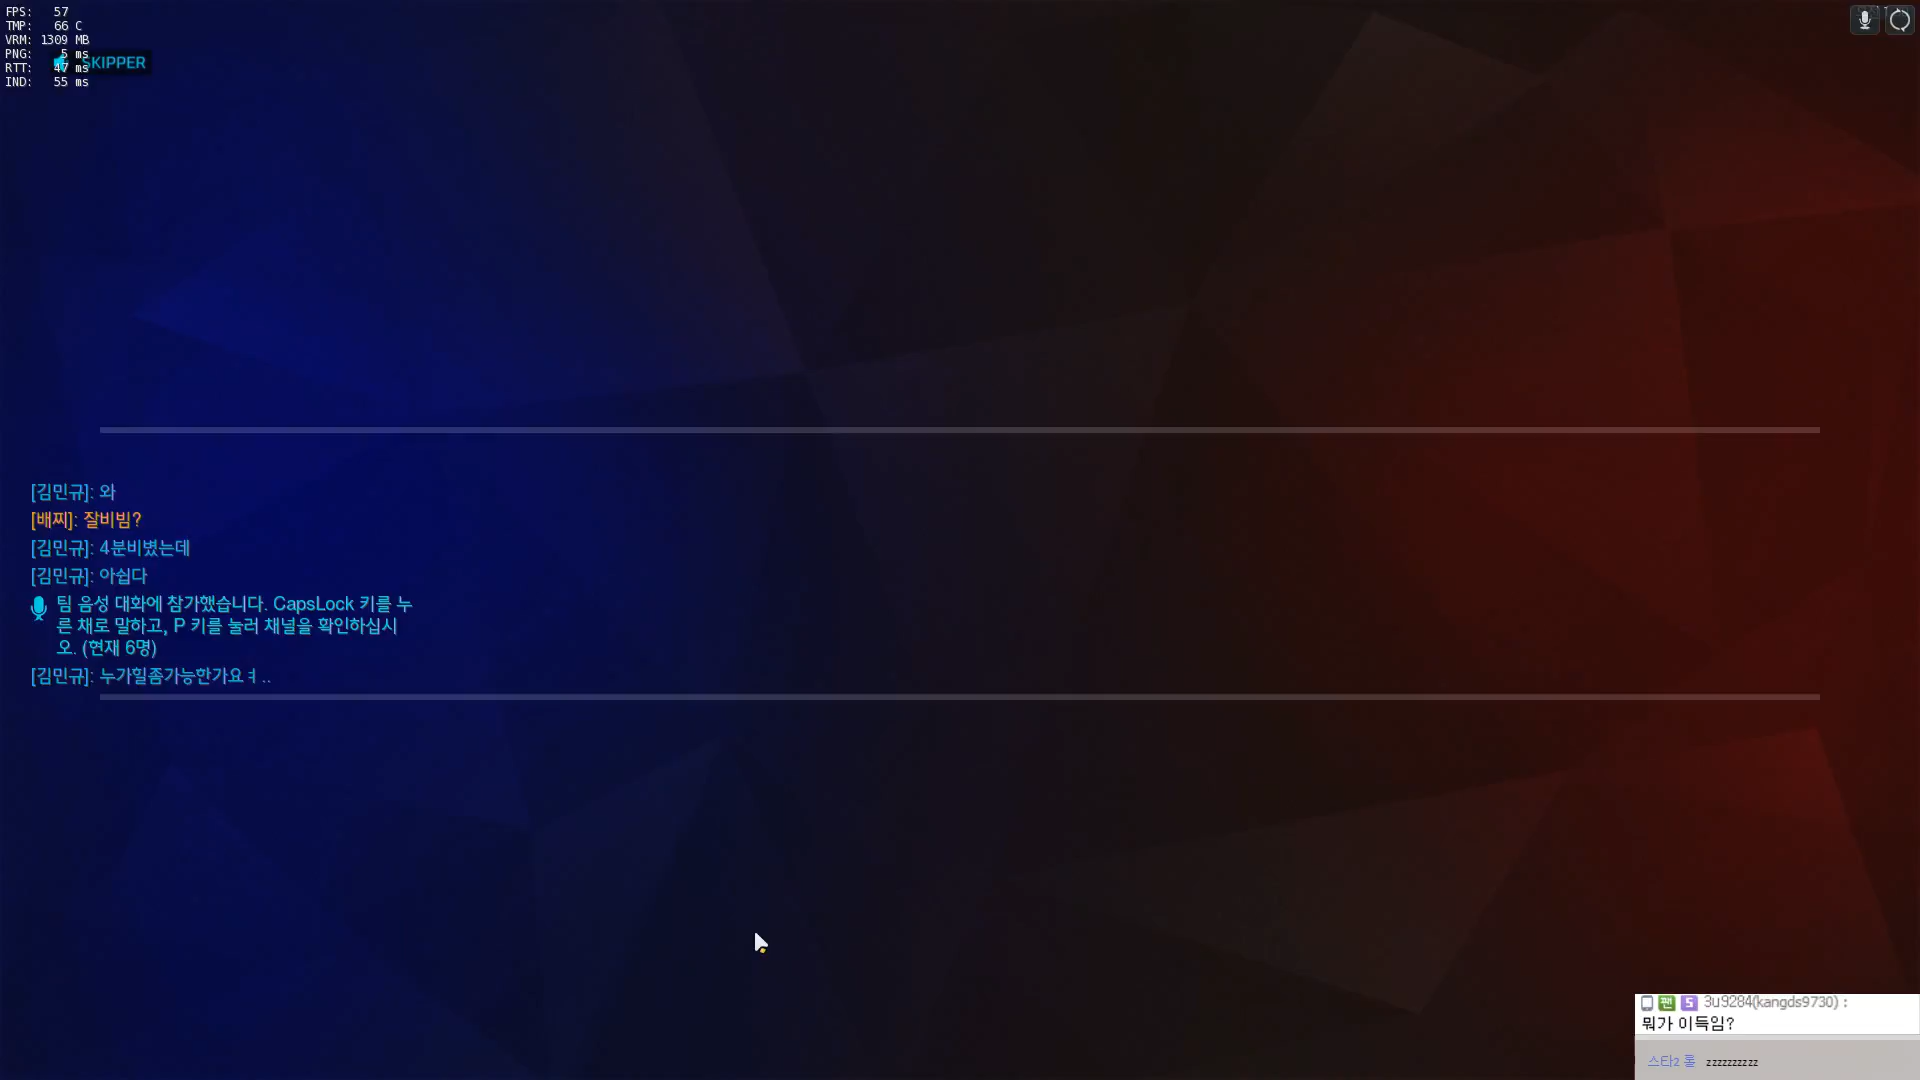 FPS: 57
TMP: 66 C
VRM: 1309 MB
PNG: 5 ms
RTT: 47 ms
IND: 55 ms
SKIPPER
[김민규]: 와
[배찌]: 잘비빔?
[김민규]: 4분비볐는데
[김민규]: 아쉽다
팀 음성 대화에 참가했습니다. CapsLock 키를 누
른 채로 말하고, P 키를 눌러 채널을 확인하십시
오. (현재 6명)
[김민규]: 누가힐좀가능한가요ㅕ..
팬 S 3u9284(kangds9730) :
뭐가 이득임?
스타2 롤 zzzzzzzzzz